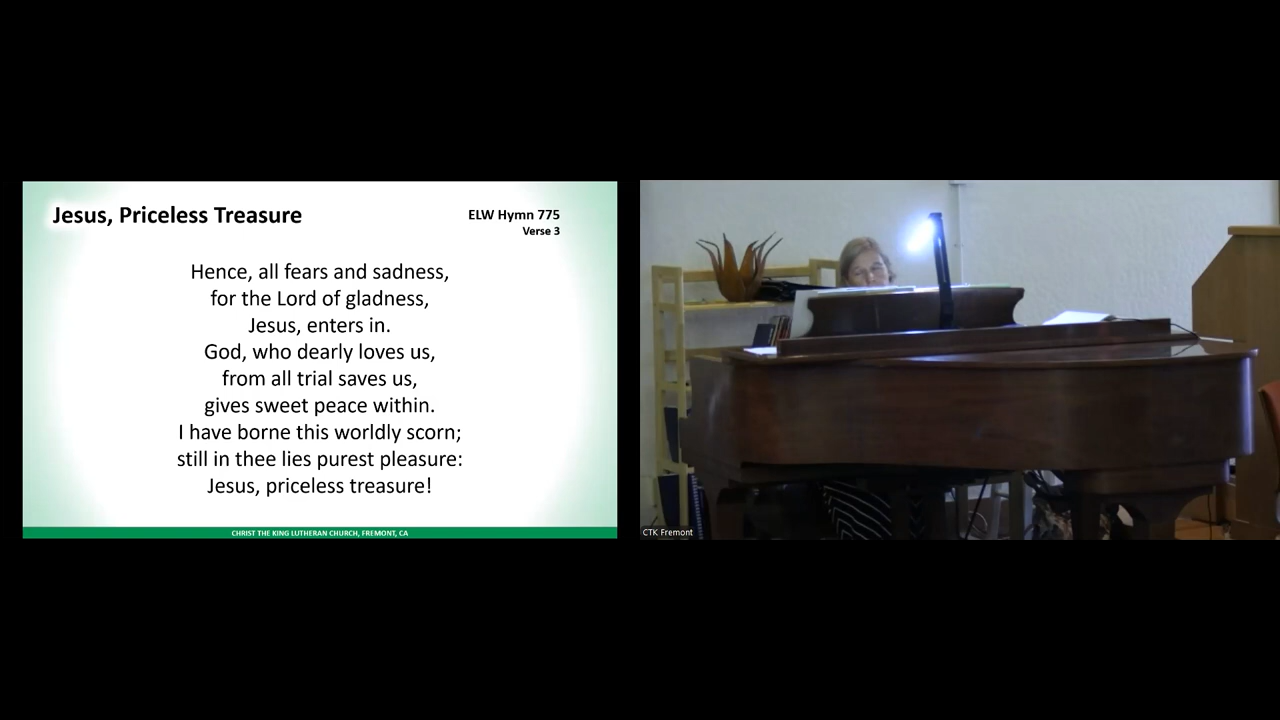 Jesus, Priceless Treasure
ELW Hymn 775
Verse 3
Hence, all fears and sadness,
for the Lord of gladness,
Jesus, enters in.
God, who dearly loves us,
from all trial saves us,
gives sweet peace within.
I have borne this worldly scorn;
still in thee lies purest pleasure:
Jesus, priceless treasure!
CHRIST THE KING LUTHERAN CHURCH, FREMONT, CA
CTK Fremont